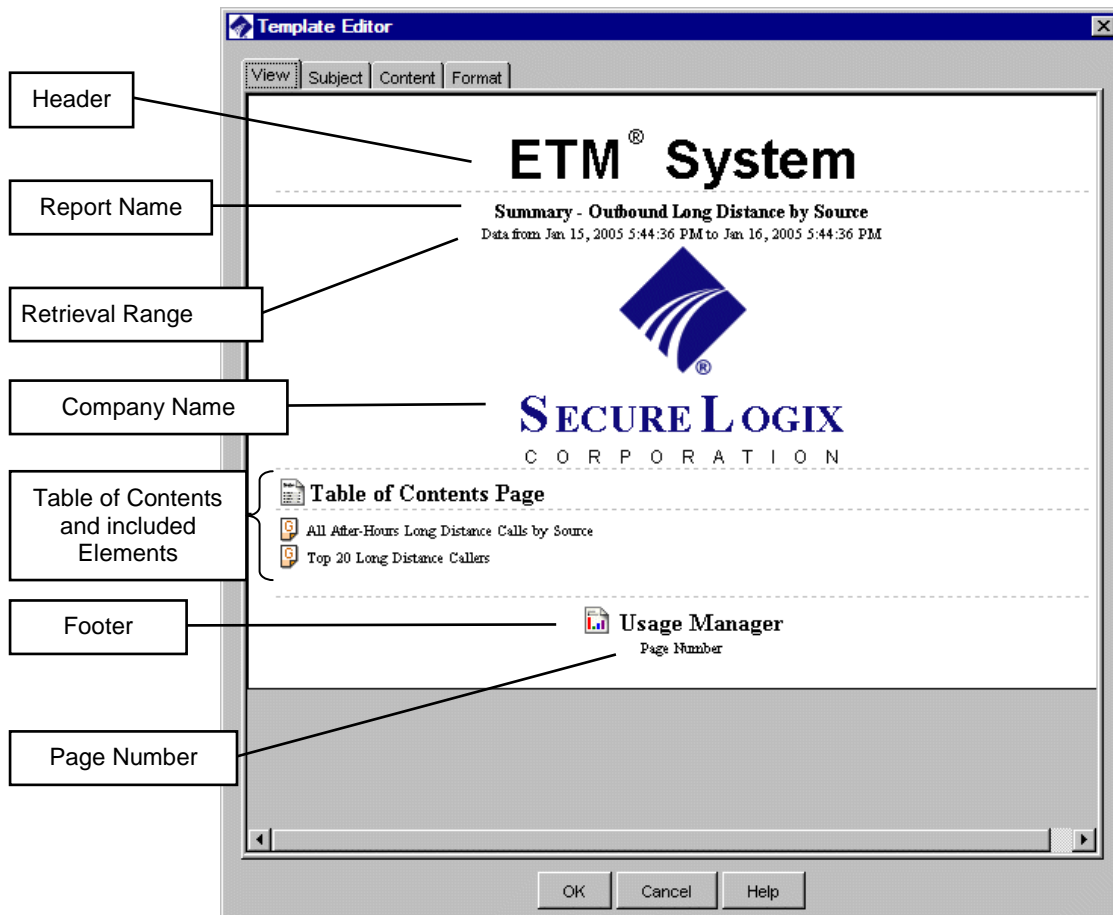 Template Editor
View Subject Content Format
Header
ETM® System
Report Name
Summary - Outbound Long Distance by Source
Data from Jan 15, 2005 5:44:36 PM to Jan 16, 2005 5:44:36 PM
Retrieval Range
®
Company Name
SECURELOGIX
CORPORATION
Table of Contents
and included
Elements
Table of Contents Page
G All After-Hours Long Distance Calls by Source
G Top 20 Long Distance Callers
Footer
Usage Manager
Page Number
Page Number
OK Cancel Help